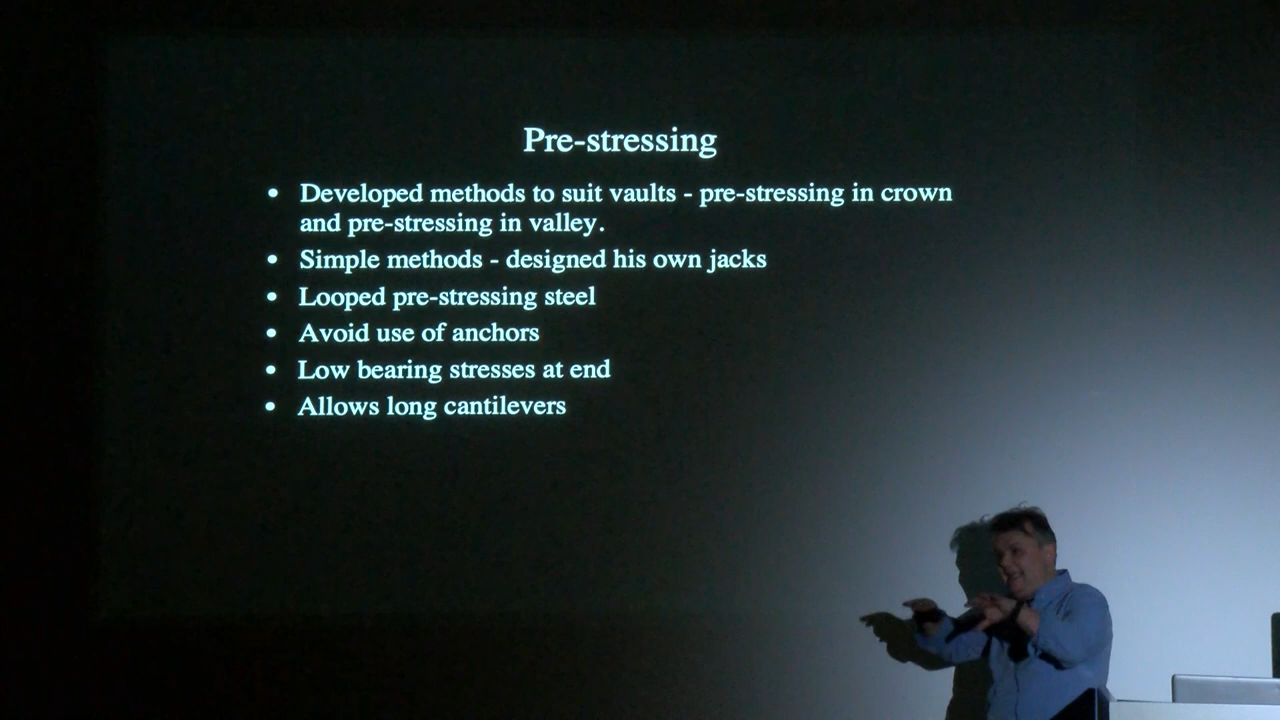 Pre-stressing
• Developed methods to suit vaults - pre-stressing in crown
and pre-stressing in valley.
• Simple methods - designed his own jacks
• Looped pre-stressing steel
• Avoid use of anchors
• Low bearing stresses at end
• Allows long cantilevers